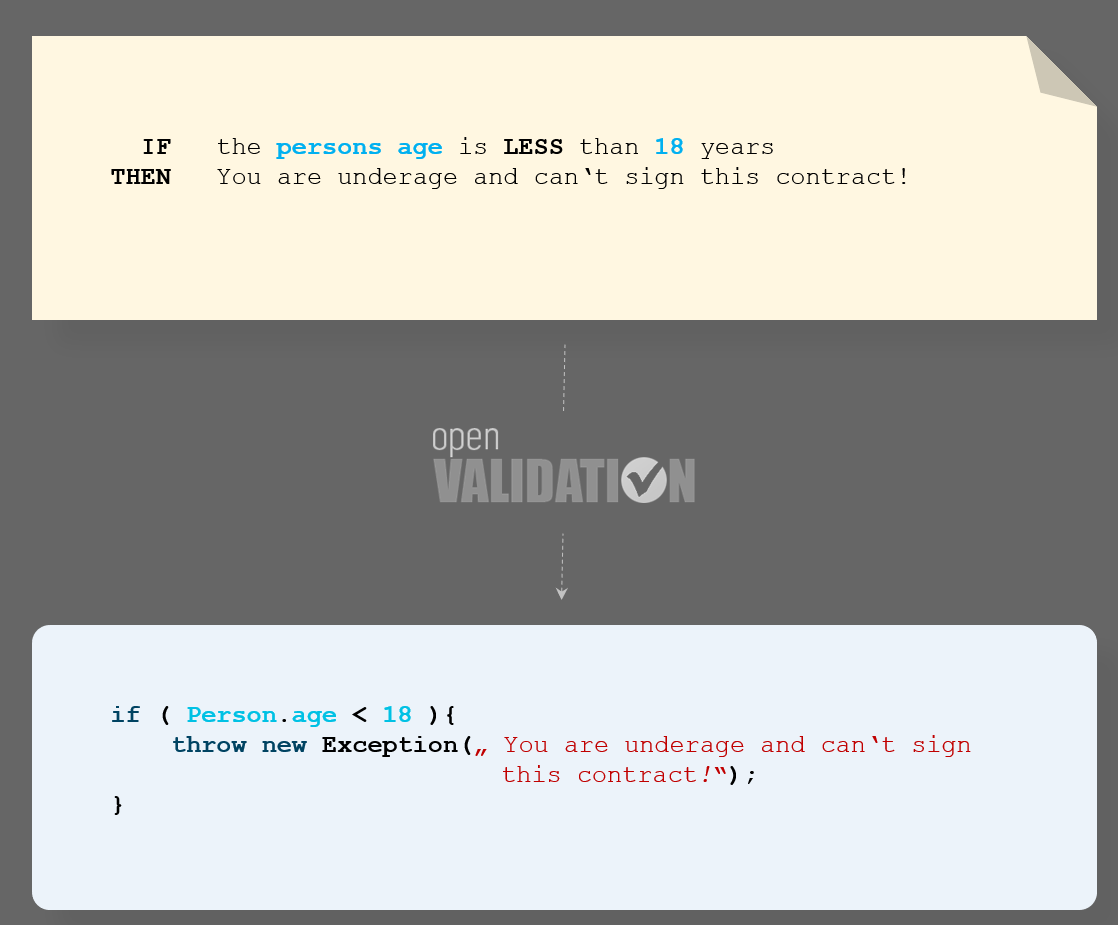 IF the persons age is LESS than 18 years
THEN You are underage and can‘t sign this contract!
open
VALIDATION
if ( Person.age < 18 ){
throw new Exception(„ You are underage and can‘t sign
this contract!“);
}